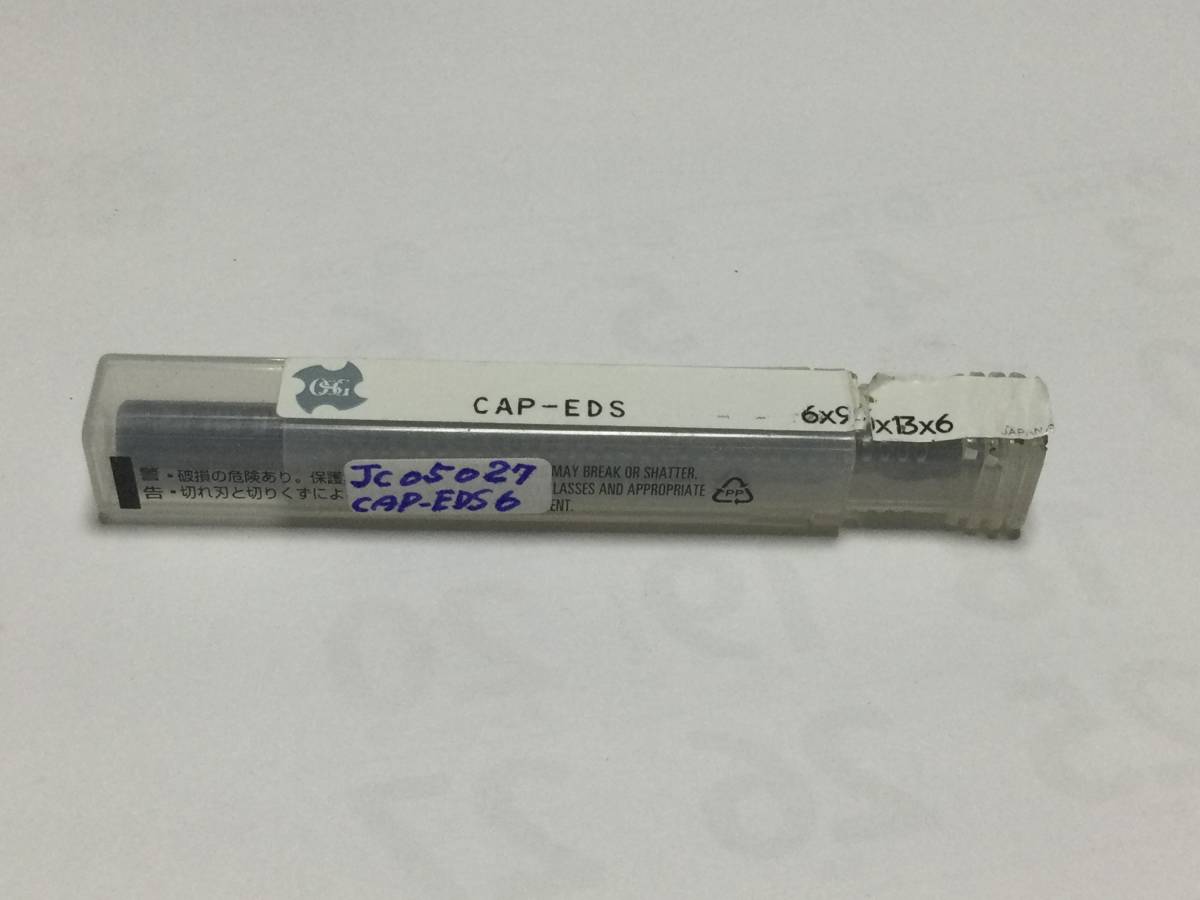 OSG
CAP-EDS 6x9 x13x6
JAPAN
警・破損の危険あり。保護
告・切れ刃と切りくずによ
JC05027
CAP-EDS6
MAY BREAK OR SHATTER.
LASSES AND APPROPRIATE
ENT.
PP